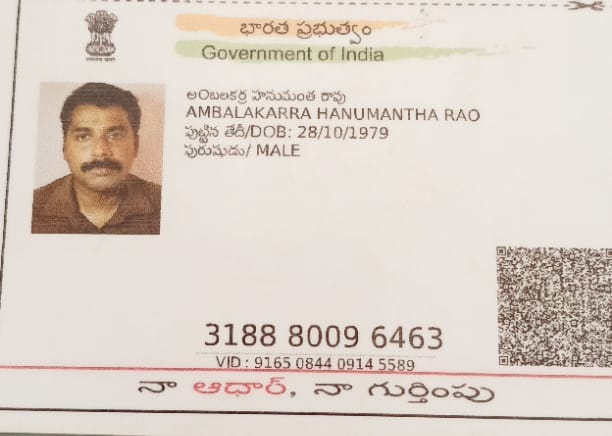 భారత ప్రభుత్వం
Government of India
అంబలకర్ర హనుమంత రావు
AMBALAKARRA HANUMANTHA RAO
పుట్టిన తేదీ/DOB: 28/10/1979
పురుషుడు/ MALE
3188 8009 6463
VID : 9165 0844 0914 5589
నా ఆధార్, నా గుర్తింపు